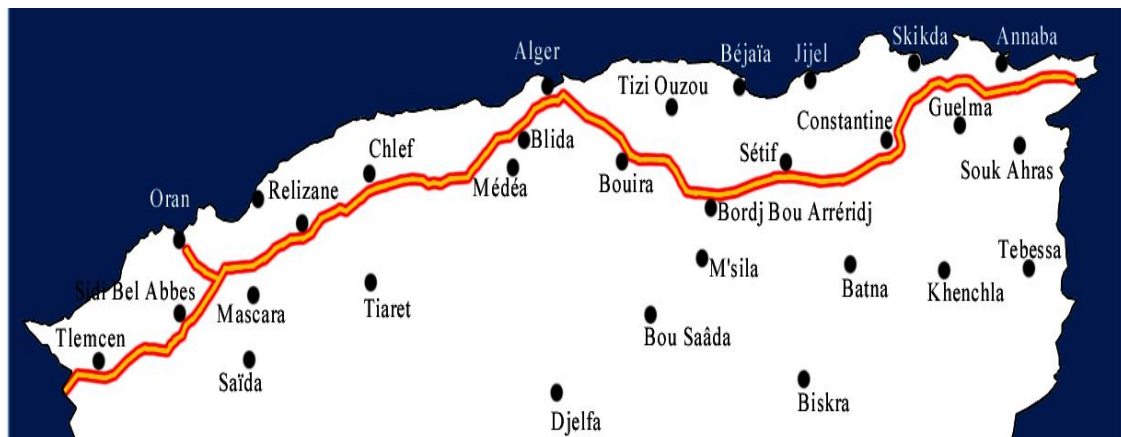 Skikda
Annaba
Alger
Béjaïa
Jijel
Tizi Ouzou
Guelma
Constantine
Blida
Chlef
Sétif
Souk Ahras
Médéa
Bouira
Relizane
Oran
Bordj Bou Arréridj
Tebessa
M'sila
Sidi Bel Abbes
Batna
Khenchla
Mascara
Tiaret
Bou Saâda
Tlemcen
Saïda
Biskra
Djelfa